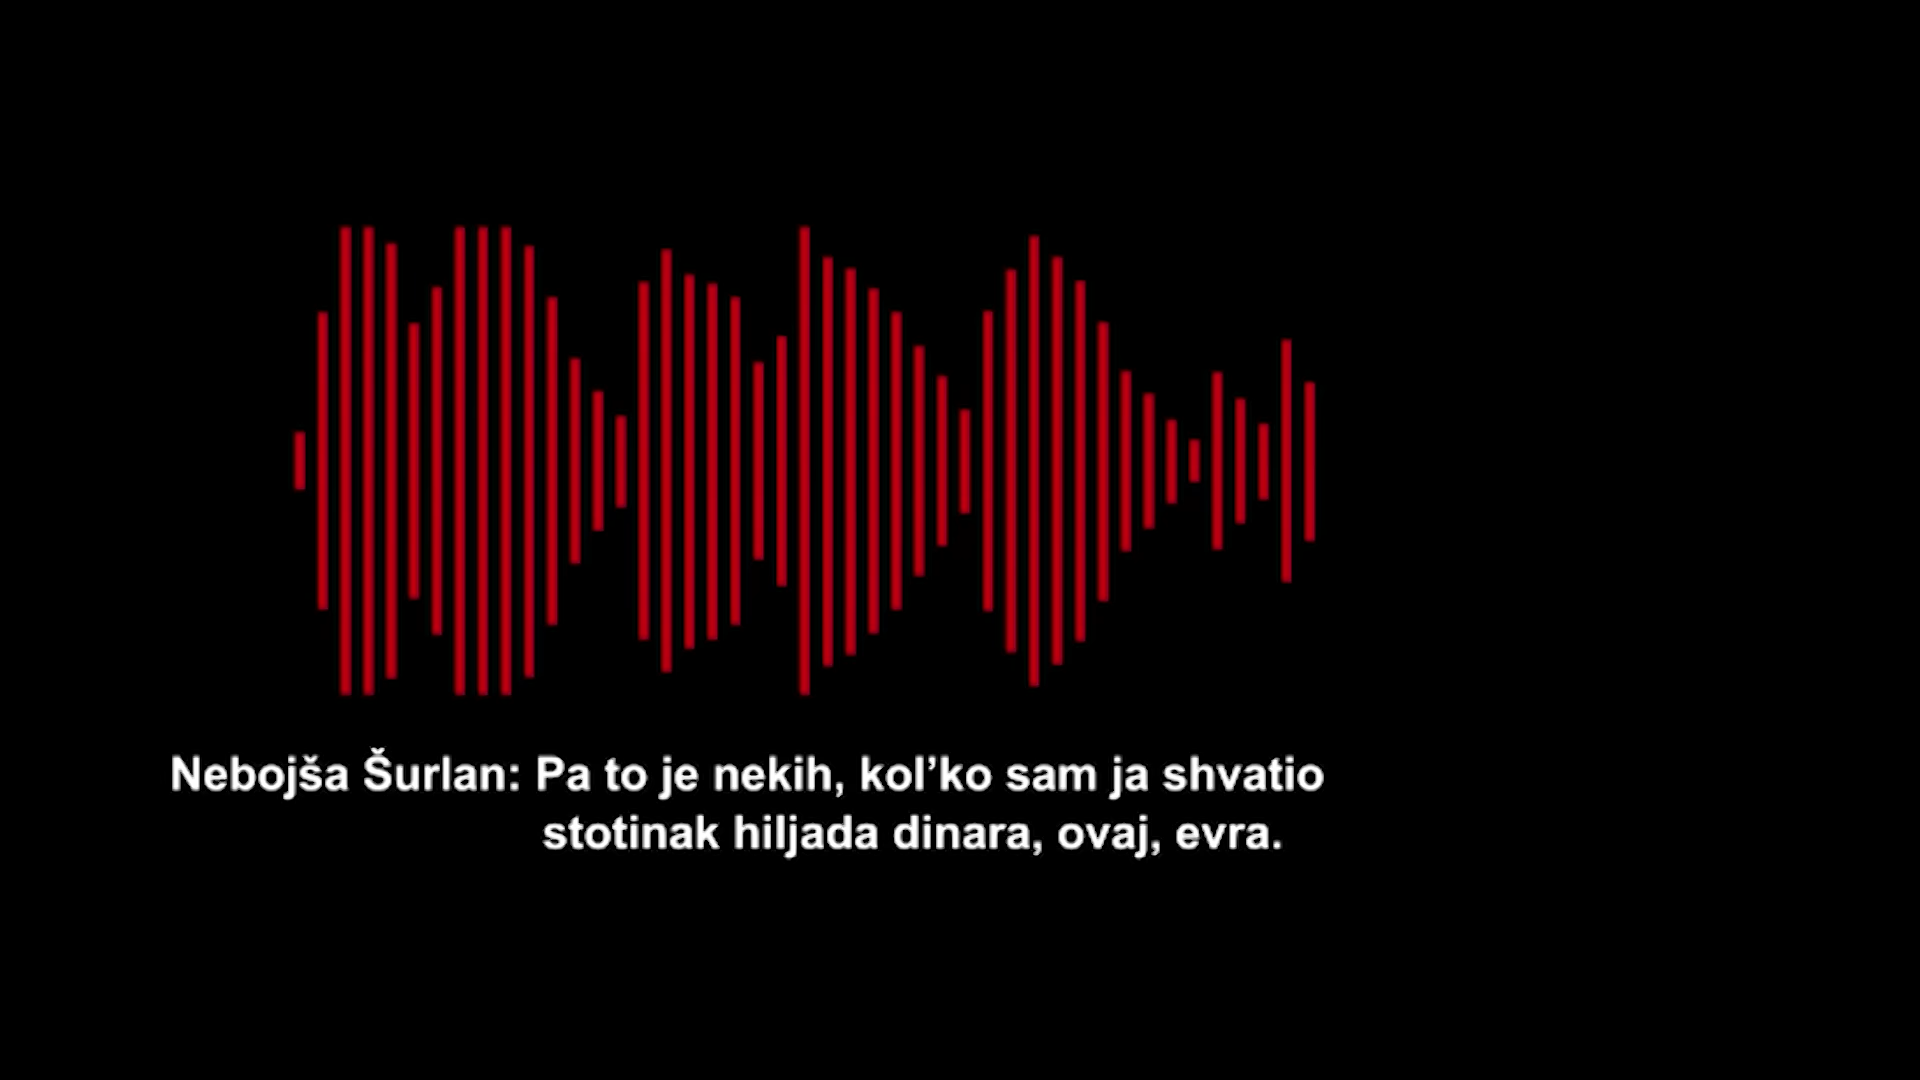 Nebojša Šurlan: Pa to je nekih, kol’ko sam ja shvatio
stotinak hiljada dinara, ovaj, evra.